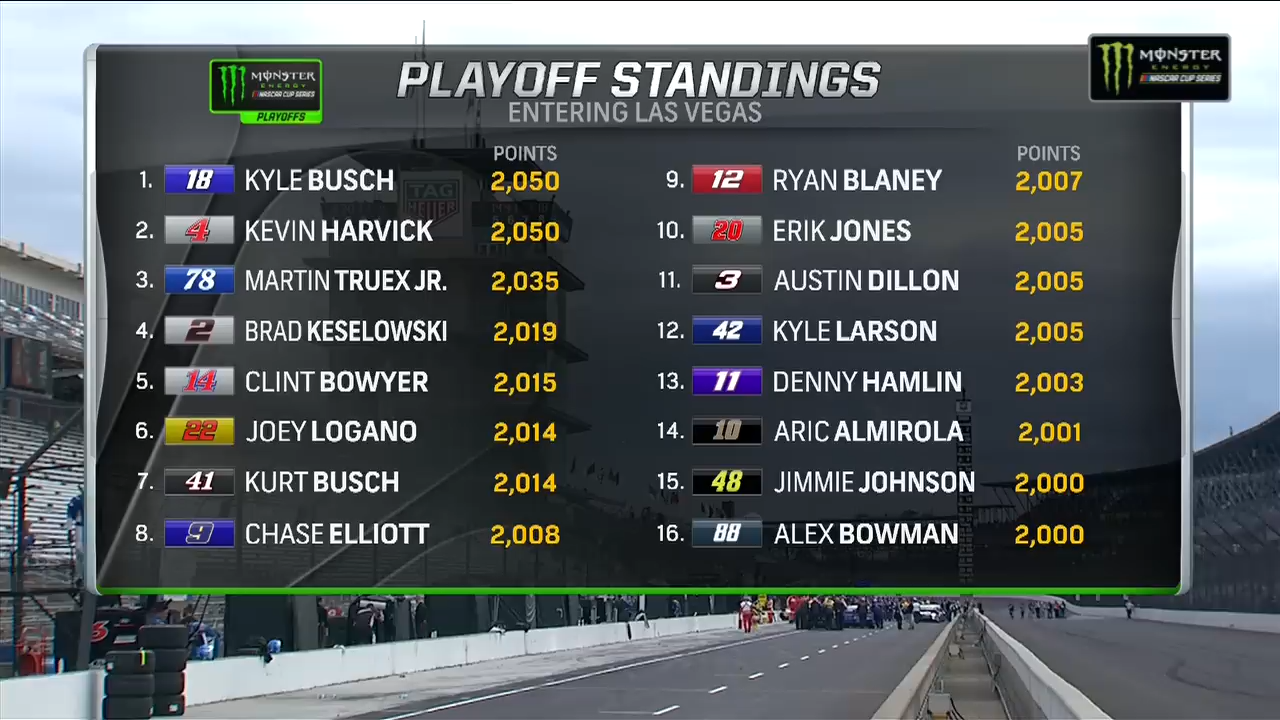 MONSTER
ENERGY
NASCAR CUP SERIES
PLAYOFFS
PLAYOFF STANDINGS
ENTERING LAS VEGAS
MONSTER
ENERGY
NASCAR CUP SERIES
POINTS
1. 18 KYLE BUSCH 2,050
2. 4 KEVIN HARVICK 2,050
3. 78 MARTIN TRUEX JR. 2,035
4. 2 BRAD KESELOWSKI 2,019
5. 14 CLINT BOWYER 2,015
6. 22 JOEY LOGANO 2,014
7. 41 KURT BUSCH 2,014
8. 9 CHASE ELLIOTT 2,008
POINTS
9. 12 RYAN BLANEY 2,007
10. 20 ERIK JONES 2,005
11. 3 AUSTIN DILLON 2,005
12. 42 KYLE LARSON 2,005
13. 11 DENNY HAMLIN 2,003
14. 10 ARIC ALMIROLA 2,001
15. 48 JIMMIE JOHNSON 2,000
16. 88 ALEX BOWMAN 2,000
TAG
HEUER
3